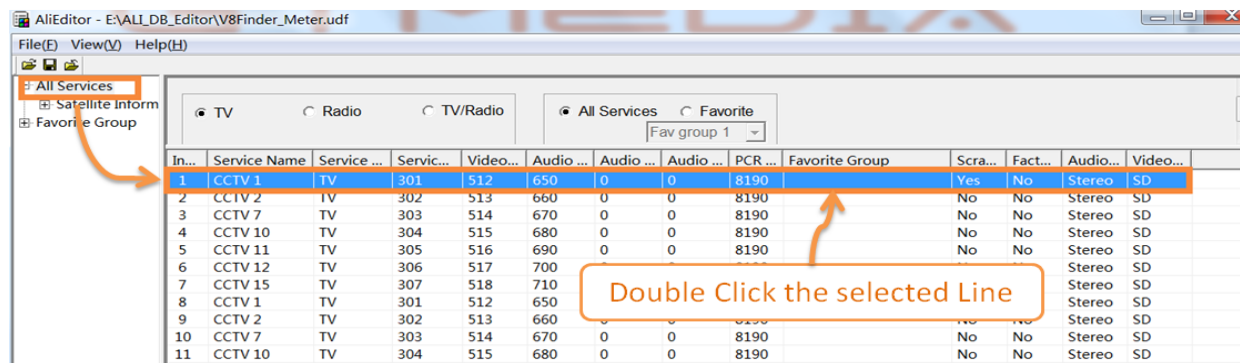 AliEditor - E:\ALI_DB_Editor\V8Finder_Meter.udf
File(F) View(V) Help(H)
All Services
Satellite Inform
Favorite Group
TV Radio TV/Radio All Services Favorite
Fav group 1
In... Service Name Service ... Servic... Video... Audio ... Audio ... Audio ... PCR ... Favorite Group Scra... Fact... Audio... Video...
1 CCTV 1 TV 301 512 650 0 0 8190 Yes No Stereo SD
2 CCTV 2 TV 302 513 660 0 0 8190 No No Stereo SD
3 CCTV 7 TV 303 514 670 0 0 8190 No No Stereo SD
4 CCTV 10 TV 304 515 680 0 0 8190 No No Stereo SD
5 CCTV 11 TV 305 516 690 0 0 8190 No No Stereo SD
6 CCTV 12 TV 306 517 700 Stereo SD
7 CCTV 15 TV 307 518 710 Stereo SD
Double Click the selected Line
8 CCTV 1 TV 301 512 650 Stereo SD
9 CCTV 2 TV 302 513 660 0 0 8190 No No Stereo SD
10 CCTV 7 TV 303 514 670 0 0 8190 No No Stereo SD
11 CCTV 10 TV 304 515 680 0 0 8190 No No Stereo SD